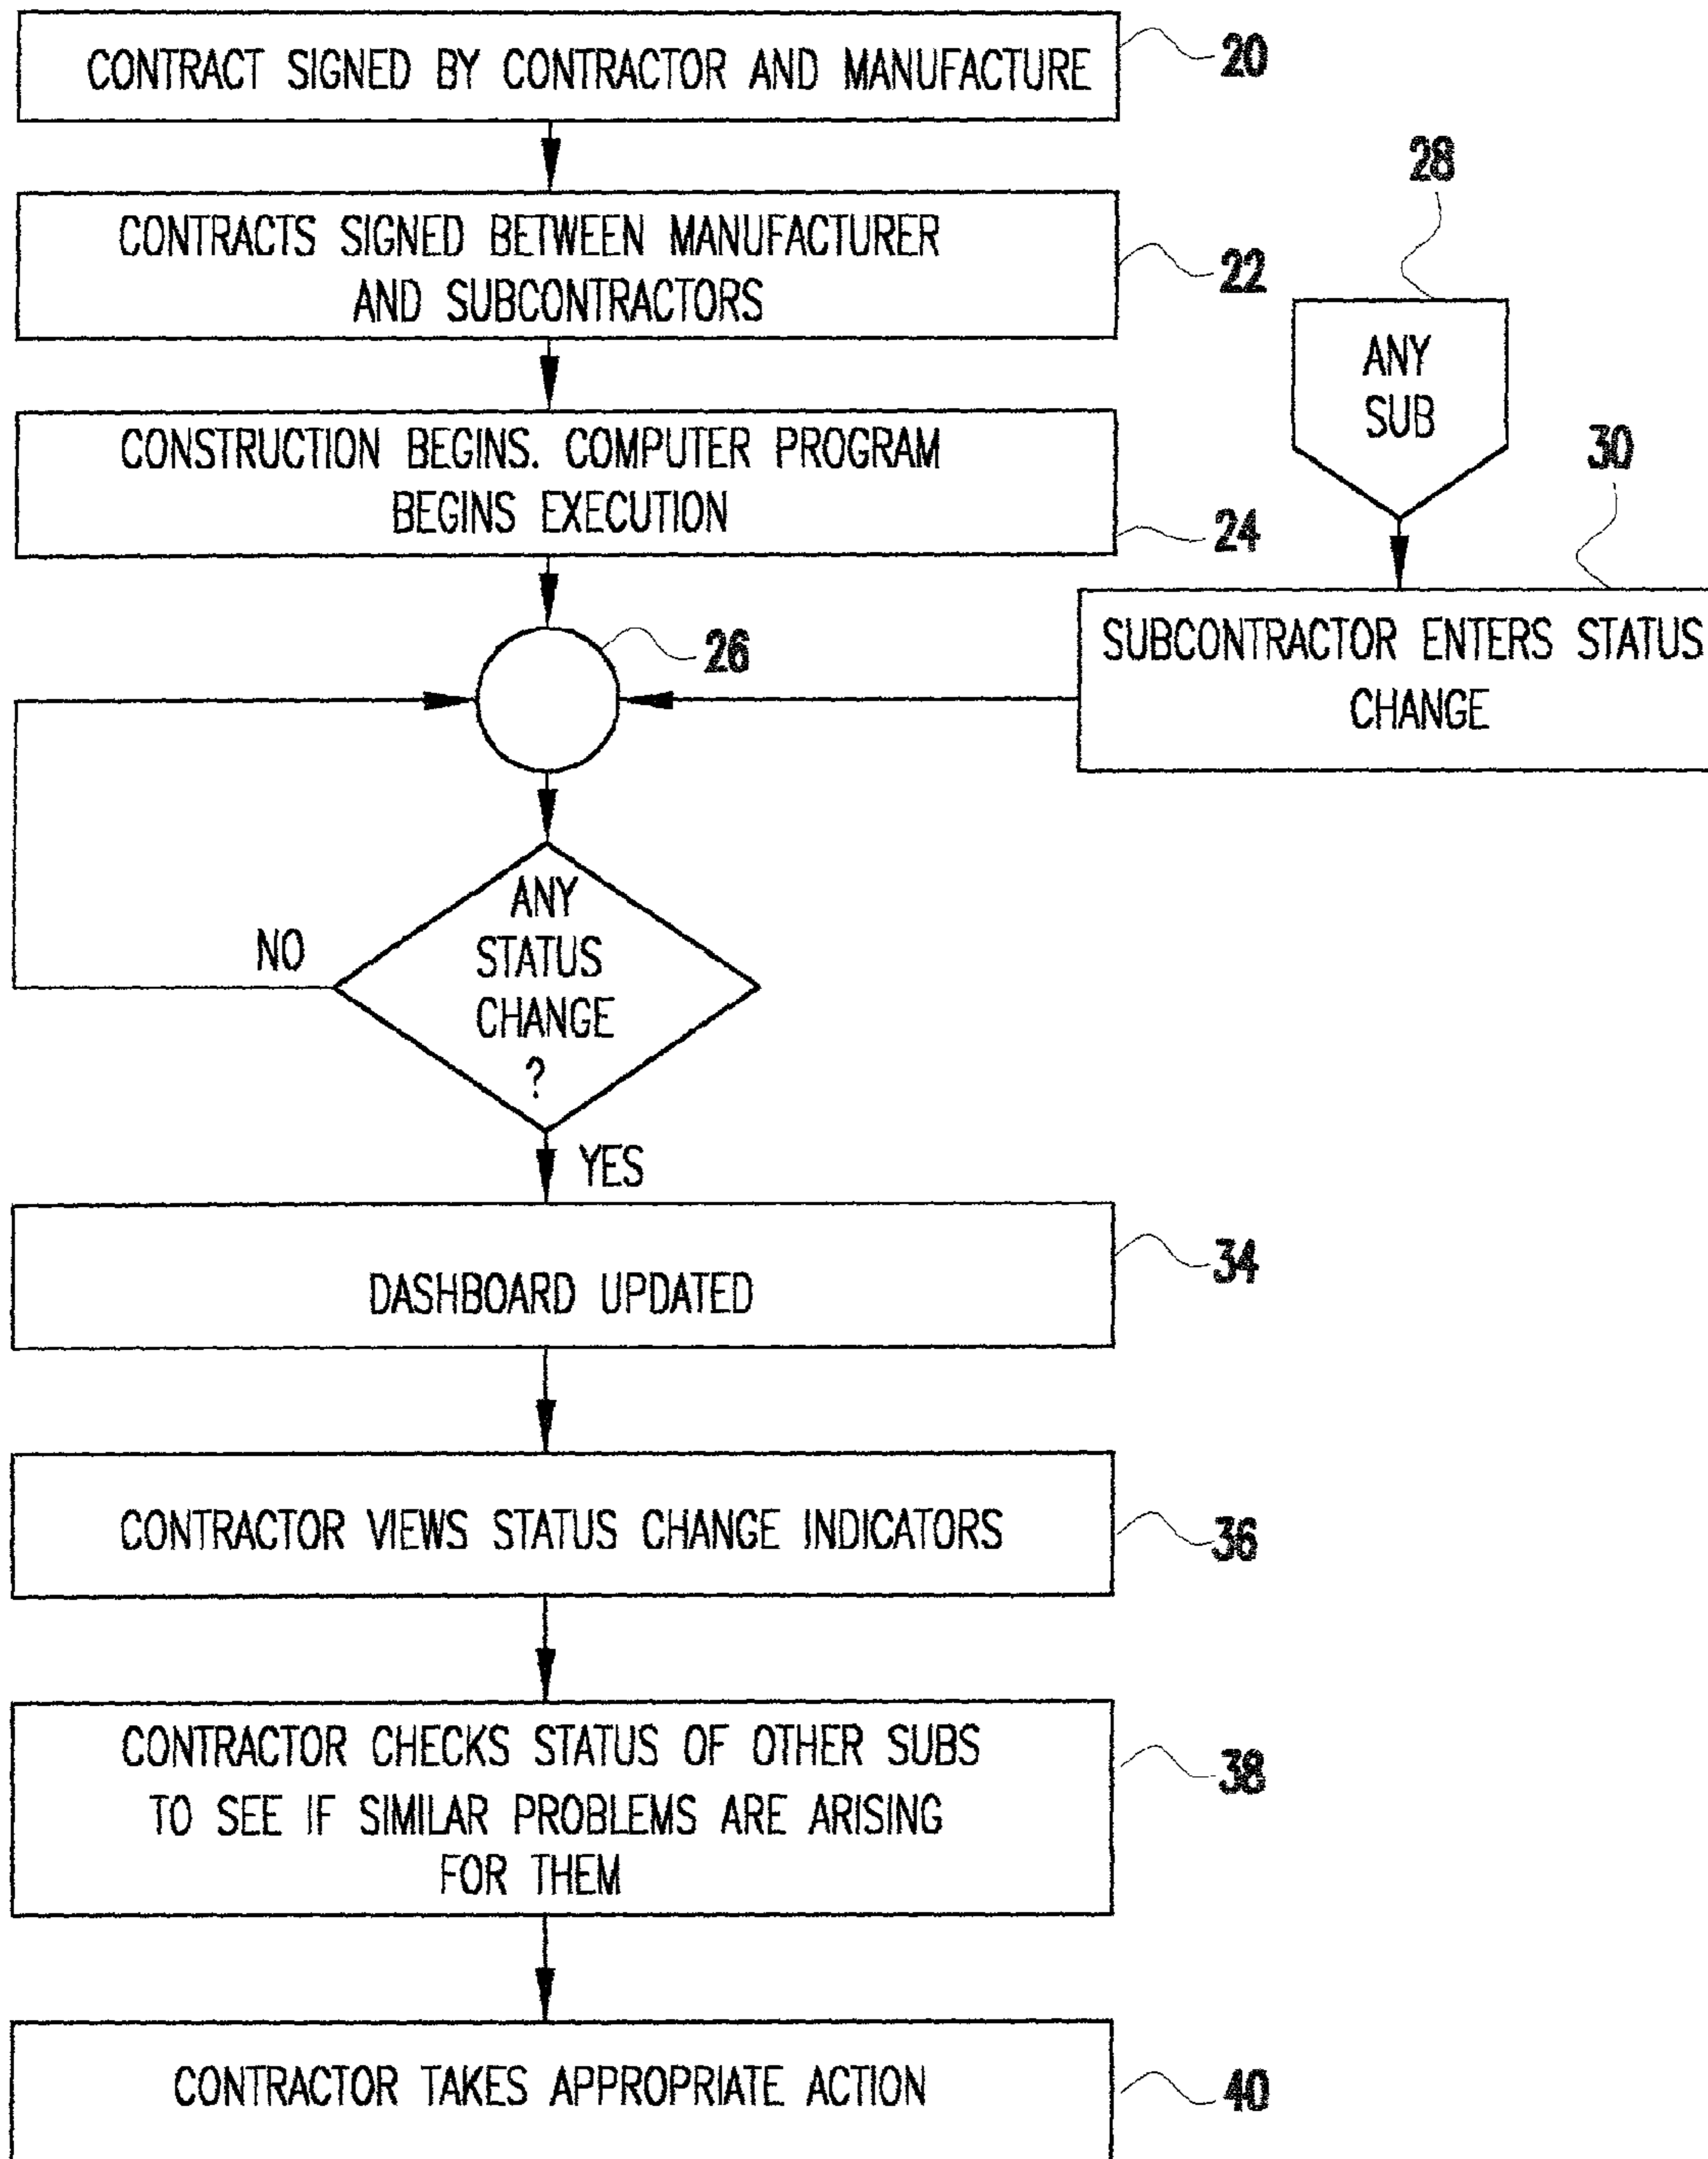 CONTRACT SIGNED BY CONTRACTOR AND MANUFACTURE
20
CONTRACTS SIGNED BETWEEN MANUFACTURER
AND SUBCONTRACTORS
22
28
ANY
SUB
CONSTRUCTION BEGINS. COMPUTER PROGRAM
BEGINS EXECUTION
24
30
SUBCONTRACTOR ENTERS STATUS
CHANGE
26
ANY
STATUS
CHANGE
?
NO
YES
DASHBOARD UPDATED
34
CONTRACTOR VIEWS STATUS CHANGE INDICATORS
36
CONTRACTOR CHECKS STATUS OF OTHER SUBS
TO SEE IF SIMILAR PROBLEMS ARE ARISING
FOR THEM
38
CONTRACTOR TAKES APPROPRIATE ACTION
40